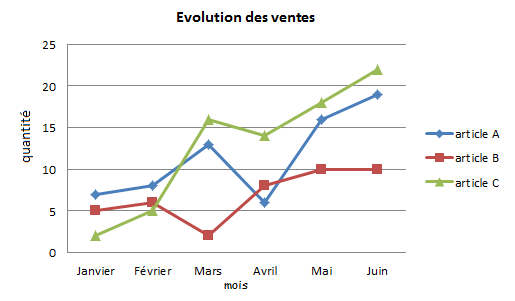 Evolution des ventes
quantité
25
20
15
10
5
0
Janvier Février Mars Avril Mai Juin
mois
article A
article B
article C